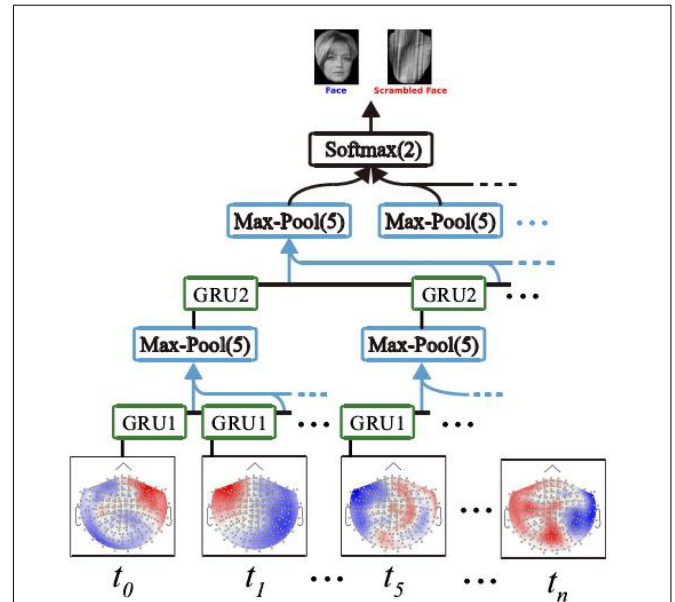 Face Scrambled Face
Softmax(2)
Max-Pool(5) Max-Pool(5) ...
GRU2 GRU2 ...
Max-Pool(5) Max-Pool(5)
GRU1 GRU1 ... GRU1 ...
...
t0 t1 ... t5 ... tn